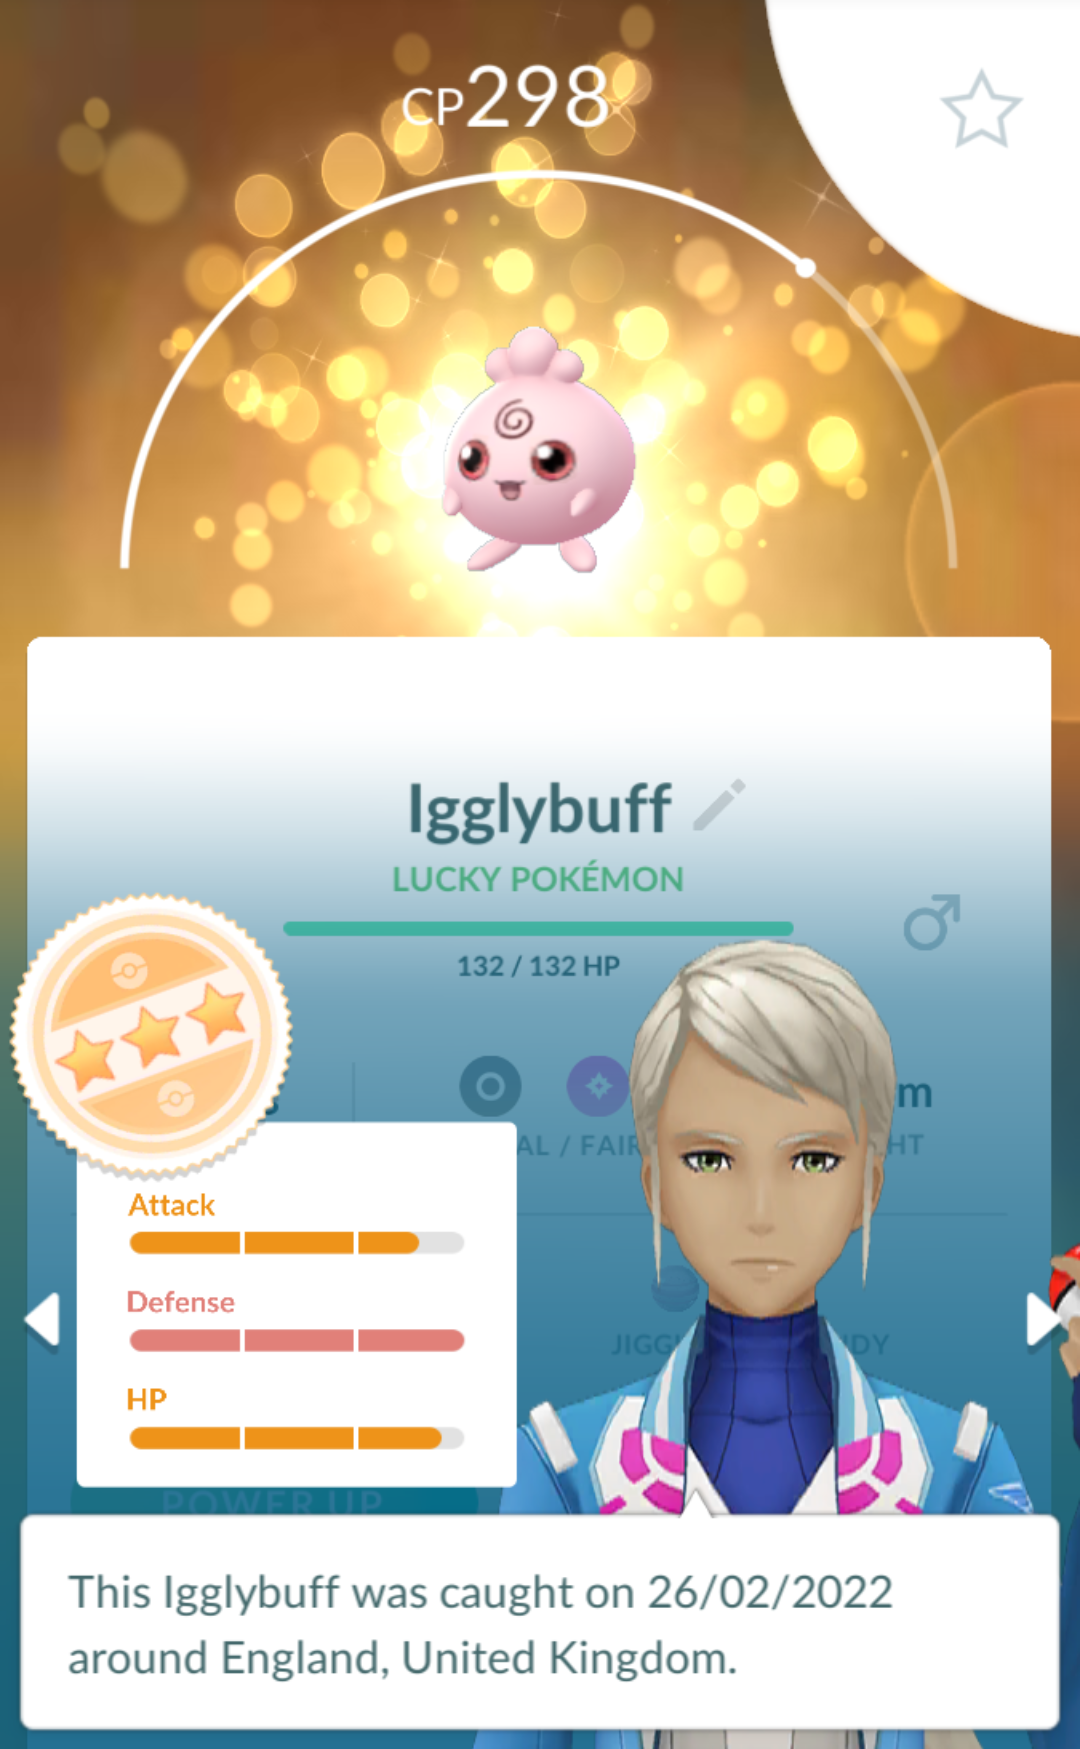 CP298
Igglybuff
LUCKY POKÉMON
132 / 132 HP
m
AL / FAIR
HT
Attack
Defense
JIGG
DY
HP
POWER UP
This Igglybuff was caught on 26/02/2022
around England, United Kingdom.